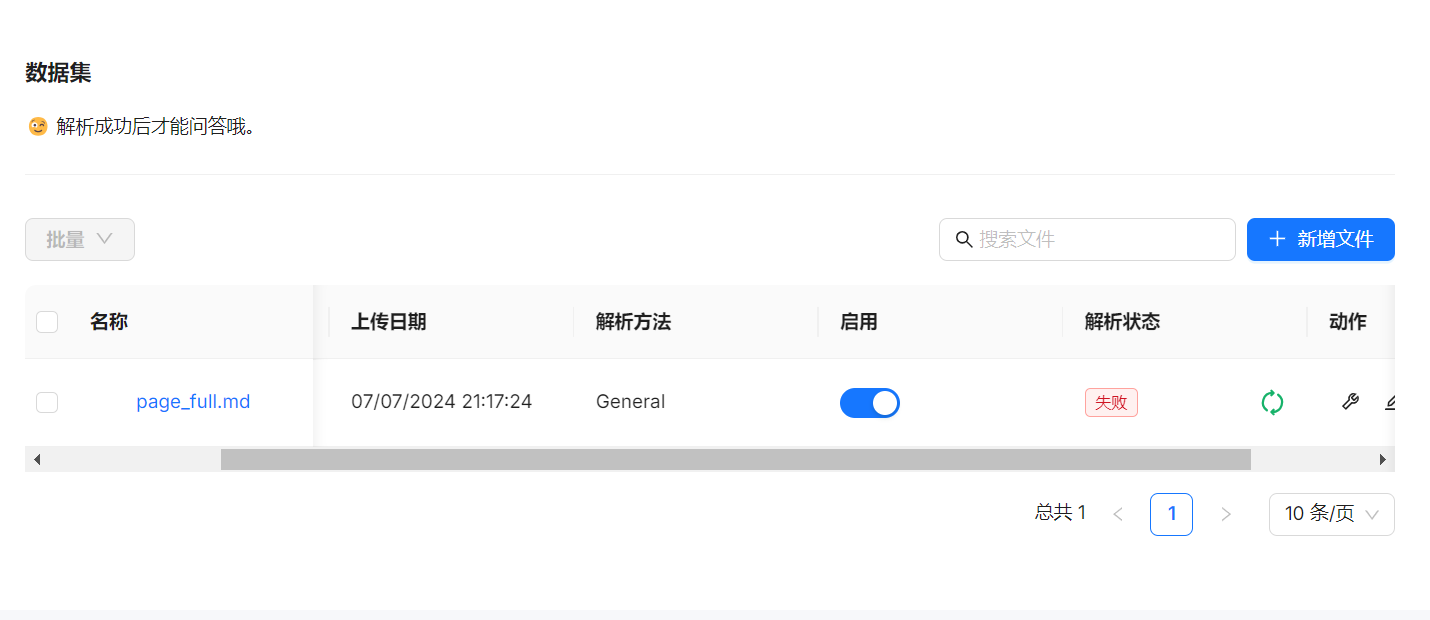 数据集
😉 解析成功后才能问答哦。
批量
搜索文件
新增文件
名称 上传日期 解析方法 启用 解析状态 动作
page_full.md 07/07/2024 21:17:24 General 失败
总共 1 1 10 条/页